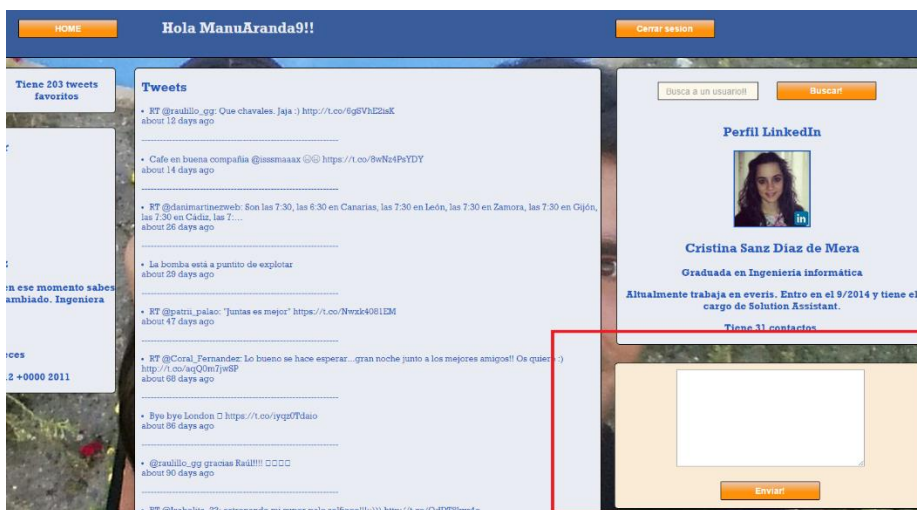 HOME
Hola ManuAranda9!!
Cerrar sesion
Tiene 203 tweets
favoritos
en ese momento sabes
ambiado. Ingeniera
eces
12 +0000 2011
Tweets
• RT @raulillo_gg: Que chavales. Jaja :) http://t.co/6g8VhE2isK
about 12 days ago
------------------------------------------------------------------
• Cafe en buena compañia @isssmaaax https://t.co/8wNz4PsYDY
about 14 days ago
------------------------------------------------------------------
• RT @danimartinezweb: Son las 7:30, las 6:30 en Canarias, las 7:30 en León, las 7:30 en Zamora, las 7:30 en Gijón,
las 7:30 en Cádiz, las 7:…
about 26 days ago
------------------------------------------------------------------
• La bomba está a puntito de explotar
about 29 days ago
------------------------------------------------------------------
• RT @patrii_palao: "Juntas es mejor" https://t.co/Nwxk4081EM
about 47 days ago
------------------------------------------------------------------
• RT @Coral_Fernandez: Lo bueno se hace esperar...gran noche junto a los mejores amigos!! Os quiero :)
http://t.co/aqQ0m7jwSP
about 68 days ago
------------------------------------------------------------------
• Bye bye London □ https://t.co/iyqz0Tdaio
about 86 days ago
------------------------------------------------------------------
• @raulillo_gg gracias Raúl!!!! □□□□
about 90 days ago
------------------------------------------------------------------
Busca a un usuario!!
Buscar!
Perfil LinkedIn
in
Cristina Sanz Diaz de Mera
Graduada en Ingeniería informática
Altualmente trabaja en everis. Entro en el 9/2014 y tiene el
cargo de Solution Assistant.
Tiene 31 contactos
Enviar!